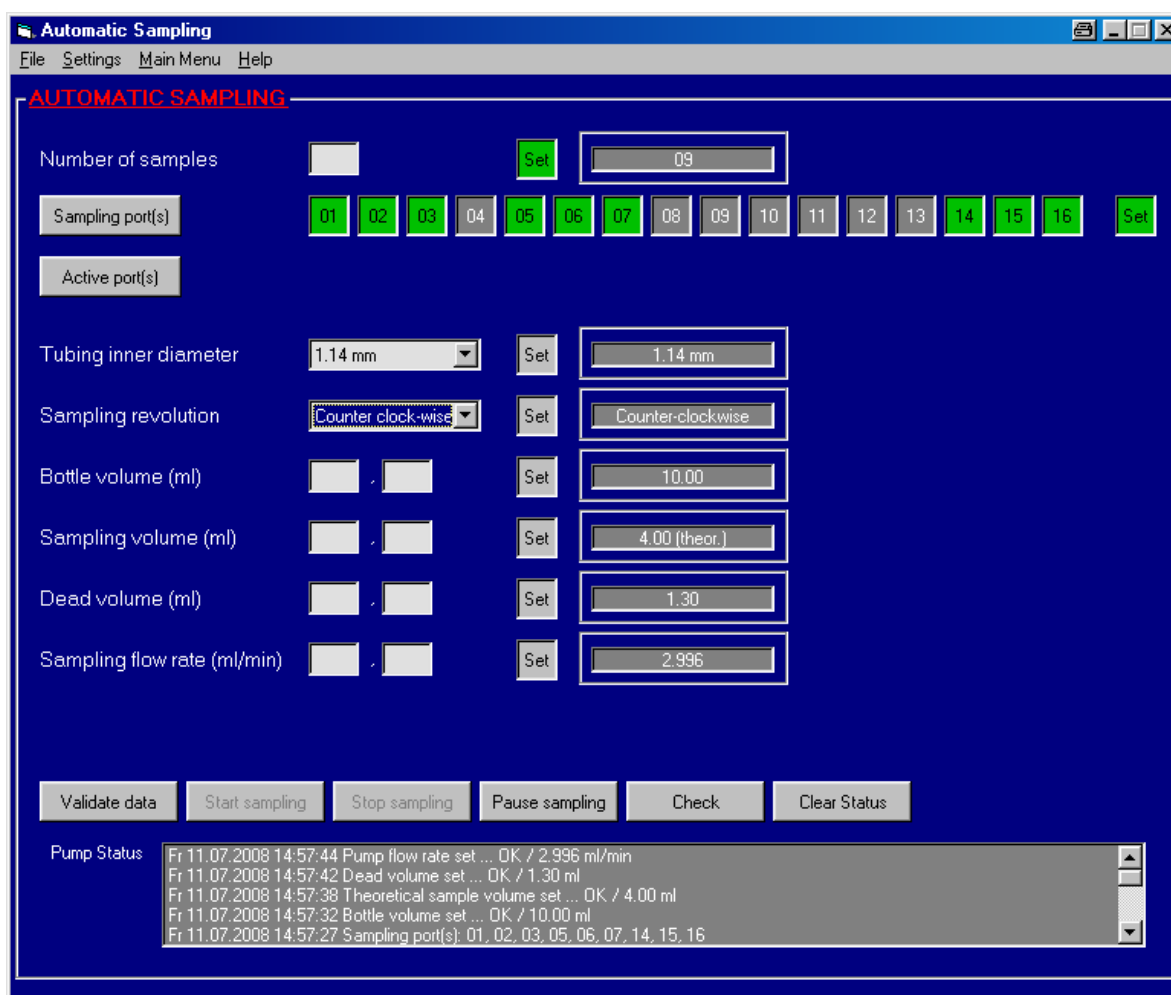 Automatic Sampling
File Settings Main Menu Help
AUTOMATIC SAMPLING
Number of samples Set 09
Sampling port(s) 01 02 03 04 05 06 07 08 09 10 11 12 13 14 15 16 Set
Active port(s)
Tubing inner diameter 1.14 mm Set 1.14 mm
Sampling revolution Counter clock-wise Set Counter-clockwise
Bottle volume (ml) , Set 10.00
Sampling volume (ml) , Set 4.00 (theor.)
Dead volume (ml) , Set 1.30
Sampling flow rate (ml/min) , Set 2.996
Validate data Start sampling Stop sampling Pause sampling Check Clear Status
Pump Status Fr 11.07.2008 14:57:44 Pump flow rate set ... OK / 2.996 ml/min
Fr 11.07.2008 14:57:42 Dead volume set ... OK / 1.30 ml
Fr 11.07.2008 14:57:38 Theoretical sample volume set ... OK / 4.00 ml
Fr 11.07.2008 14:57:32 Bottle volume set ... OK / 10.00 ml
Fr 11.07.2008 14:57:27 Sampling port(s): 01, 02, 03, 05, 06, 07, 14, 15, 16